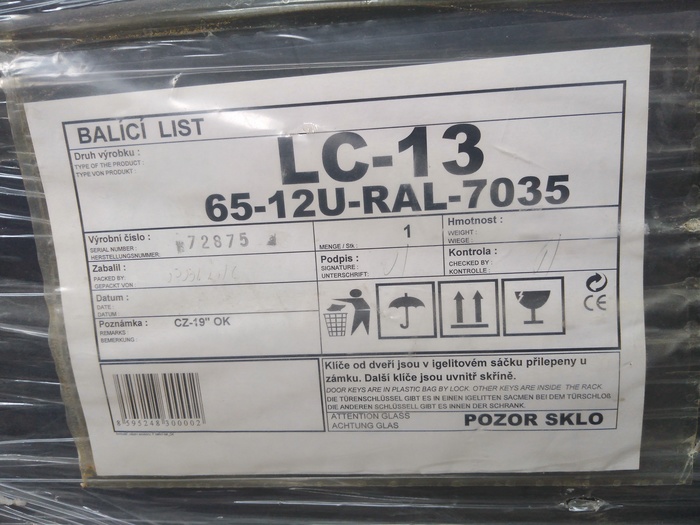 BALÍCÍ LIST
Druh výrobku :
TYPE OF THE PRODUCT :
TYPE VON PRODUKT :
LC-13
65-12U-RAL-7035
Výrobní číslo :
SERIAL NUMBER :
HERSTELLUNGSNUMMER:
72875
MENGE / Stk :
1
Hmotnost :
WEIGHT :
WIEGE :
Zabalil :
PACKED BY:
GEPACKT VON
Podpis :
SIGNATURE :
UNTERSCHRIFT:
Kontrola :
CHECKED BY :
KONTROLLE :
Datum :
DATE :
DATUM
Poznámka :
REMARKS
BEMERKUNG :
CZ-19" OK
CE
Klíče od dveří jsou v igelitovém sáčku přilepeny u
zámku. Další klíče jsou uvnitř skříně.
DOOR KEYS ARE IN PLASTIC BAG BY LOCK. OTHER KEYS ARE INSIDE THE RACK.
DIE TÜRENSCHLÜSSEL GIBT ES IN EINEN IGELITTEN SACMEN BEI DEM TÜRSCHLOß
DIE ANDEREN SCHLÜSSELL GIBT ES INNEN DER SCHRANK.
ATTENTION GLASS
ACHTUNG GLAS
POZOR SKLO
8 595248 300002